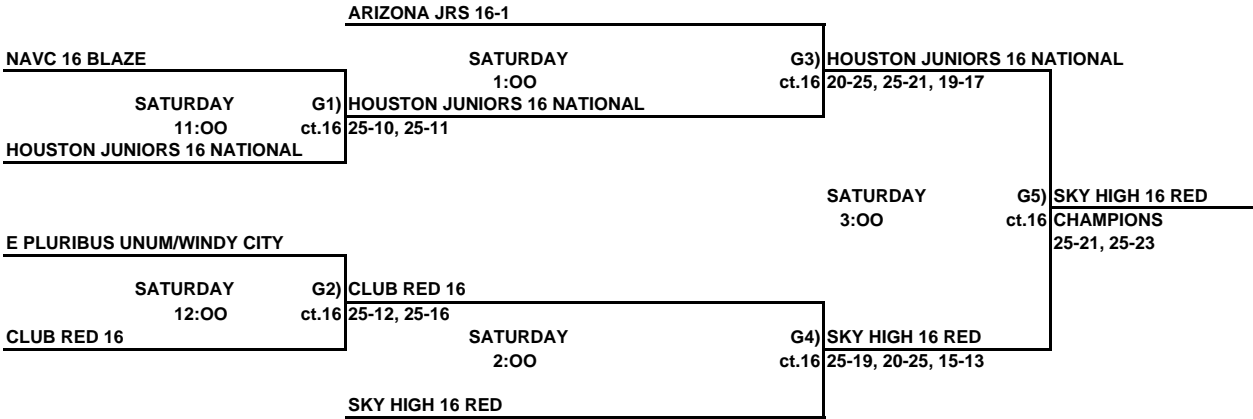 ARIZONA JRS 16-1
NAVC 16 BLAZE SATURDAY G3) HOUSTON JUNIORS 16 NATIONAL
1:OO ct.16 20-25, 25-21, 19-17
SATURDAY G1) HOUSTON JUNIORS 16 NATIONAL
11:OO ct.16 25-10, 25-11
HOUSTON JUNIORS 16 NATIONAL
SATURDAY G5) SKY HIGH 16 RED
3:OO ct.16 CHAMPIONS
E PLURIBUS UNUM/WINDY CITY 25-21, 25-23
SATURDAY G2) CLUB RED 16
12:OO ct.16 25-12, 25-16
CLUB RED 16 SATURDAY G4) SKY HIGH 16 RED
2:OO ct.16 25-19, 20-25, 15-13
SKY HIGH 16 RED